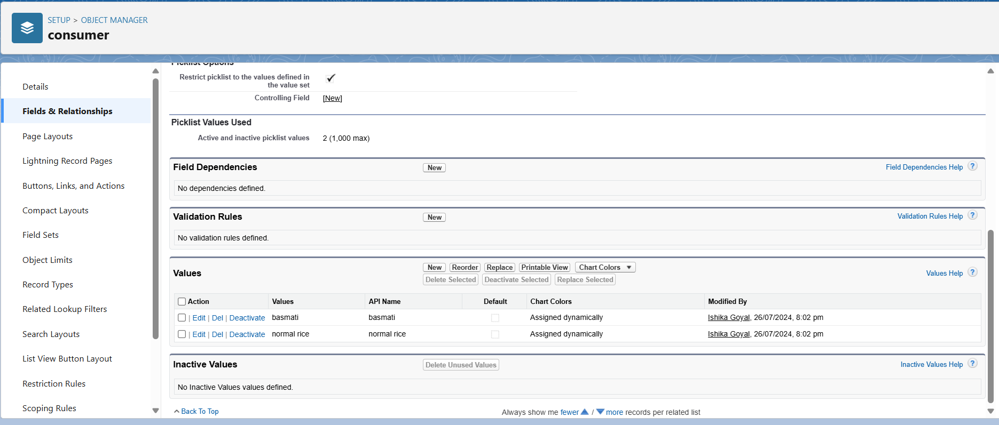 SETUP > OBJECT MANAGER
consumer
Details
Fields & Relationships
Page Layouts
Lightning Record Pages
Buttons, Links, and Actions
Compact Layouts
Field Sets
Object Limits
Record Types
Related Lookup Filters
Search Layouts
List View Button Layout
Restriction Rules
Scoping Rules
Picklist Options
Restrict picklist to the values defined in
the value set
Controlling Field [New]
Picklist Values Used
Active and inactive picklist values 2 (1,000 max)
Field Dependencies New Field Dependencies Help ?
No dependencies defined.
Validation Rules New Validation Rules Help ?
No validation rules defined.
Values New Reorder Replace Printable View Chart Colors Values Help ?
Delete Selected Deactivate Selected Replace Selected
Action Values API Name Default Chart Colors Modified By
| Edit | Del | Deactivate basmati basmati Assigned dynamically Ishika Goyal, 26/07/2024, 8:02 pm
| Edit | Del | Deactivate normal rice normal rice Assigned dynamically Ishika Goyal, 26/07/2024, 8:02 pm
Inactive Values Delete Unused Values Inactive Values Help ?
No Inactive Values values defined.
Back To Top Always show me fewer / more records per related list